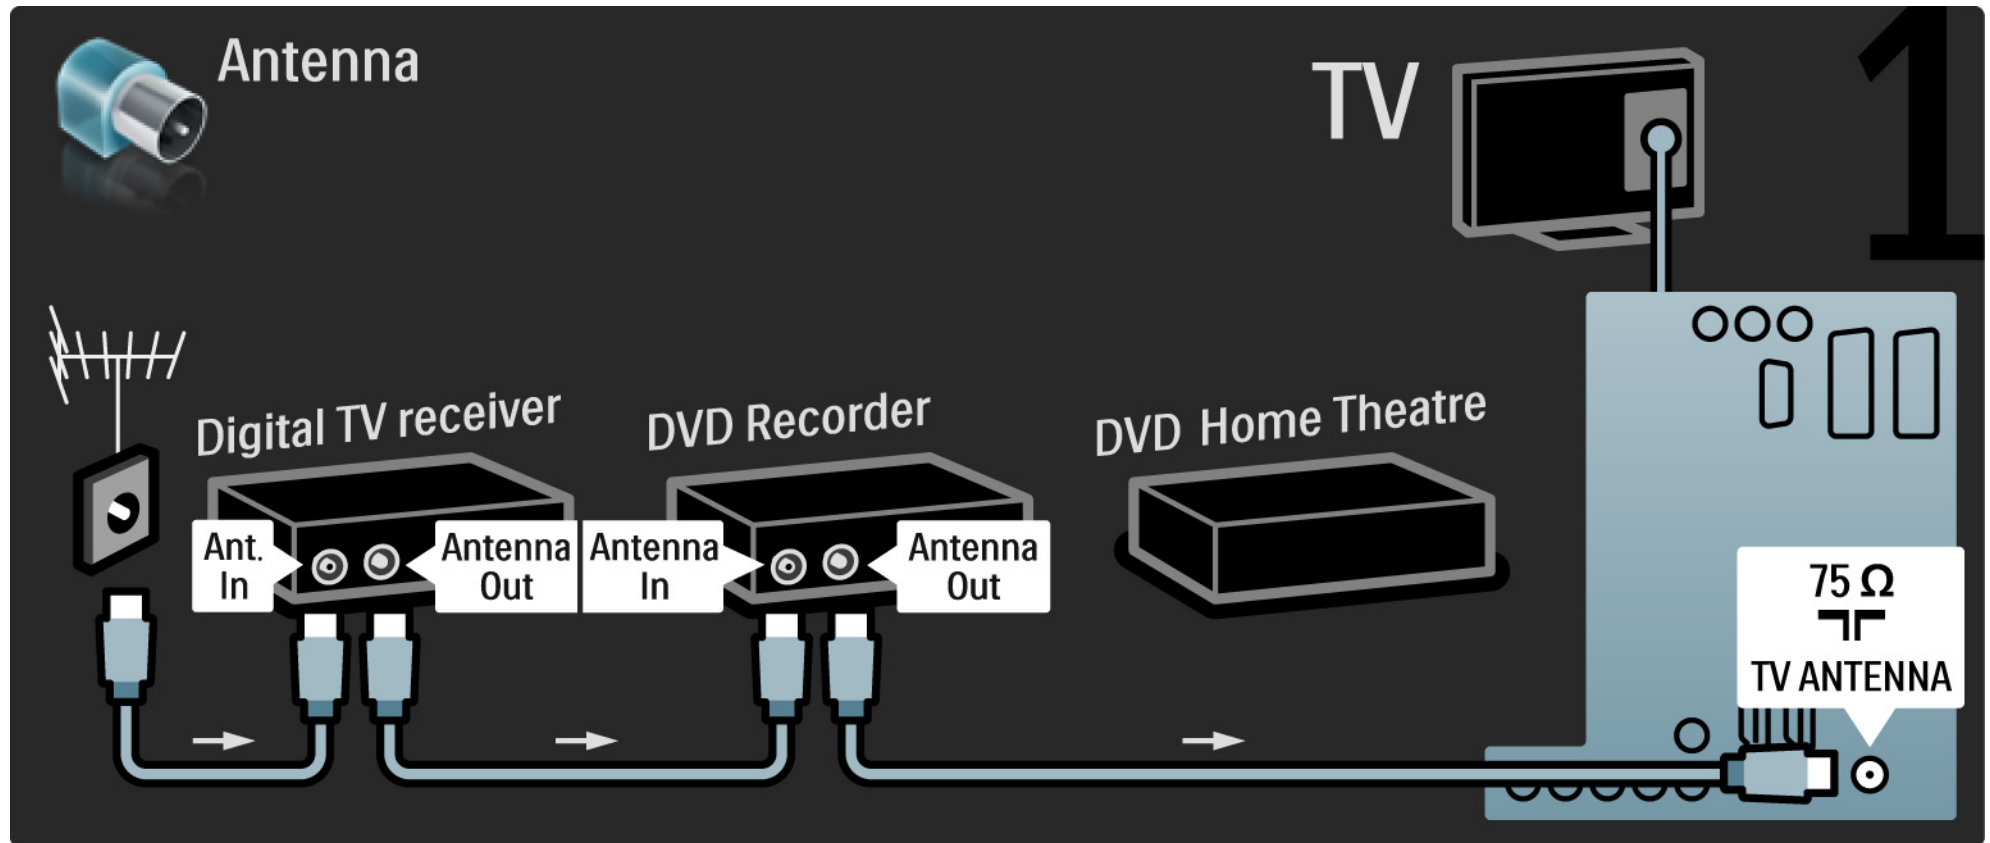 Antenna
TV
1
Digital TV receiver
DVD Recorder
DVD Home Theatre
Ant.
In
Antenna
Out
Antenna
In
Antenna
Out
75 Ω
TV ANTENNA